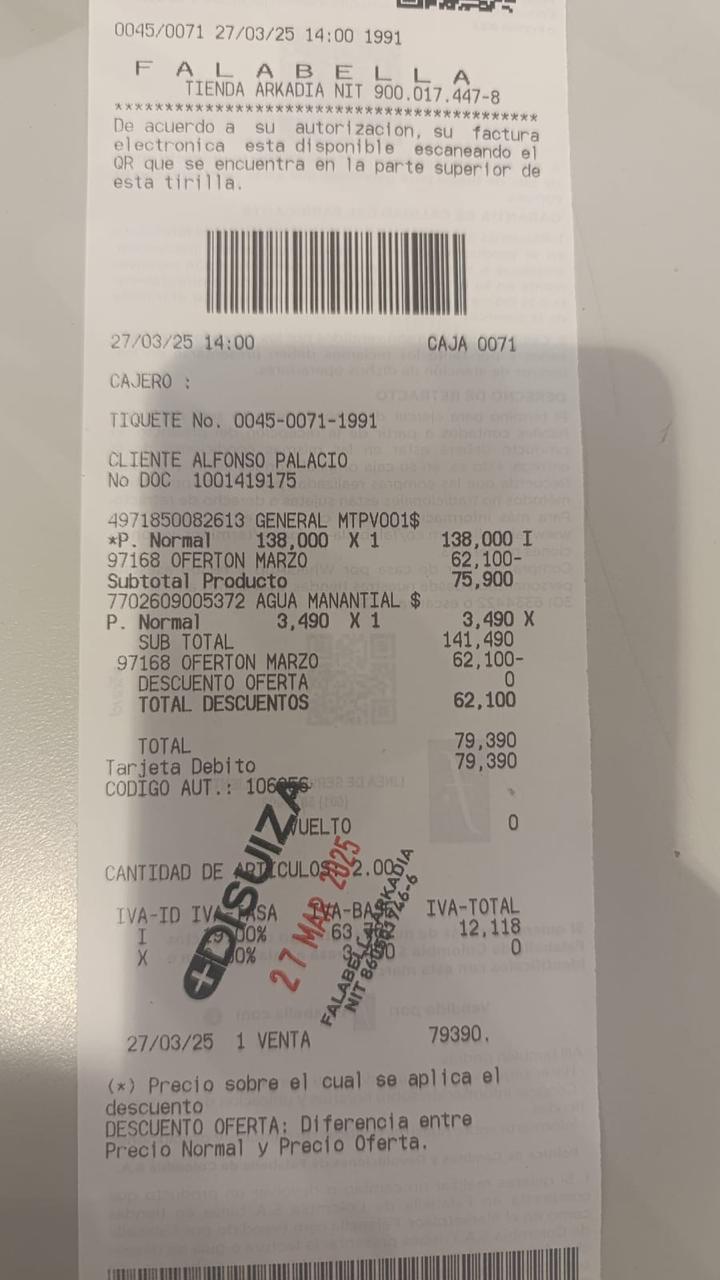 0045/0071 27/03/25 14:00 1991
F A L A B E L L A
TIENDA ARKADIA NIT 900.017.447-8
******************************************
De acuerdo a su autorizacion, su factura
electronica esta disponible escaneando el
QR que se encuentra en la parte superior de
esta tirilla.
27/03/25 14:00 CAJA 0071
CAJERO :
TIQUETE No. 0045-0071-1991
CLIENTE ALFONSO PALACIO
No DOC 1001419175
4971850082613 GENERAL MTPV001$
*P. Normal 138,000 X 1 138,000 I
97168 OFERTON MARZO 62,100-
Subtotal Producto 75,900
7702609005372 AGUA MANANTIAL $
P. Normal 3,490 X 1 3,490 X
SUB TOTAL 141,490
97168 OFERTON MARZO 62,100-
DESCUENTO OFERTA 0
TOTAL DESCUENTOS 62,100
TOTAL 79,390
Tarjeta Debito 79,390
CODIGO AUT.:
VUELTO 0
CANTIDAD DE ARTICULOS 2.00
IVA-ID IVA-TASA IVA-BASE IVA-TOTAL
I 12,118
X 0
DISUIZA
27 MAR 2025
FALABELLA ARKADIA
NIT
27/03/25 1 VENTA 79390.
(*) Precio sobre el cual se aplica el
descuento
DESCUENTO OFERTA: Diferencia entre
Precio Normal y Precio Oferta.